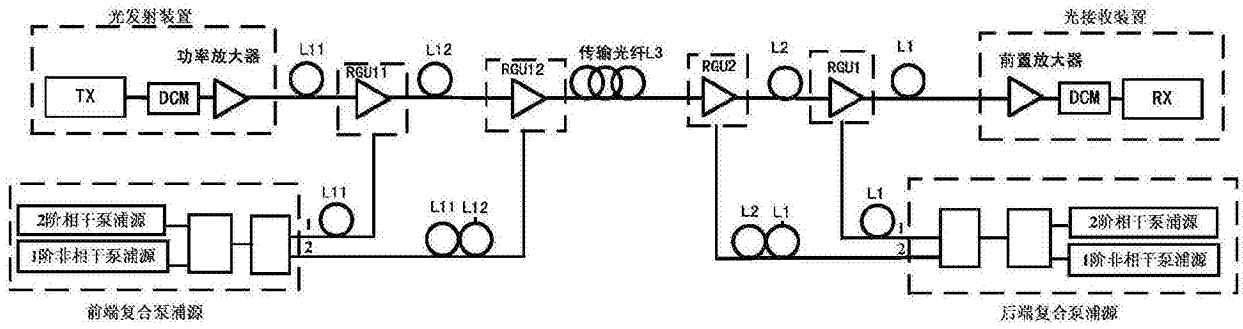 光发射装置
光接收装置
功率放大器
L11
L12
传输光纤L3
L2
L1
前置放大器
RGU11
RGU12
RGU2
RGU1
TX
DCM
DCM
RX
L11
L11
L12
L2
L1
L1
2阶相干泵浦源
1阶非相干泵浦源
1
2
1
2
2阶相干泵浦源
1阶非相干泵浦源
前端复合泵浦源
后端复合泵浦源